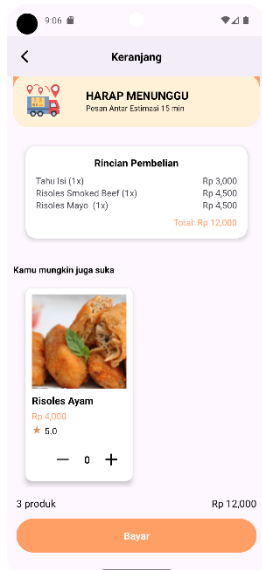 9:06
Keranjang
HARAP MENUNGGU
Pesan Antar Estimasi 15 min
Rincian Pembelian
Tahu Isi (1x) Rp 3,000
Risoles Smoked Beef (1x) Rp 4,500
Risoles Mayo (1x) Rp 4,500
Total: Rp 12,000
Kamu mungkin juga suka
Risoles Ayam
Rp 4,000
★ 5.0
— 0 +
3 produk Rp 12,000
Bayar